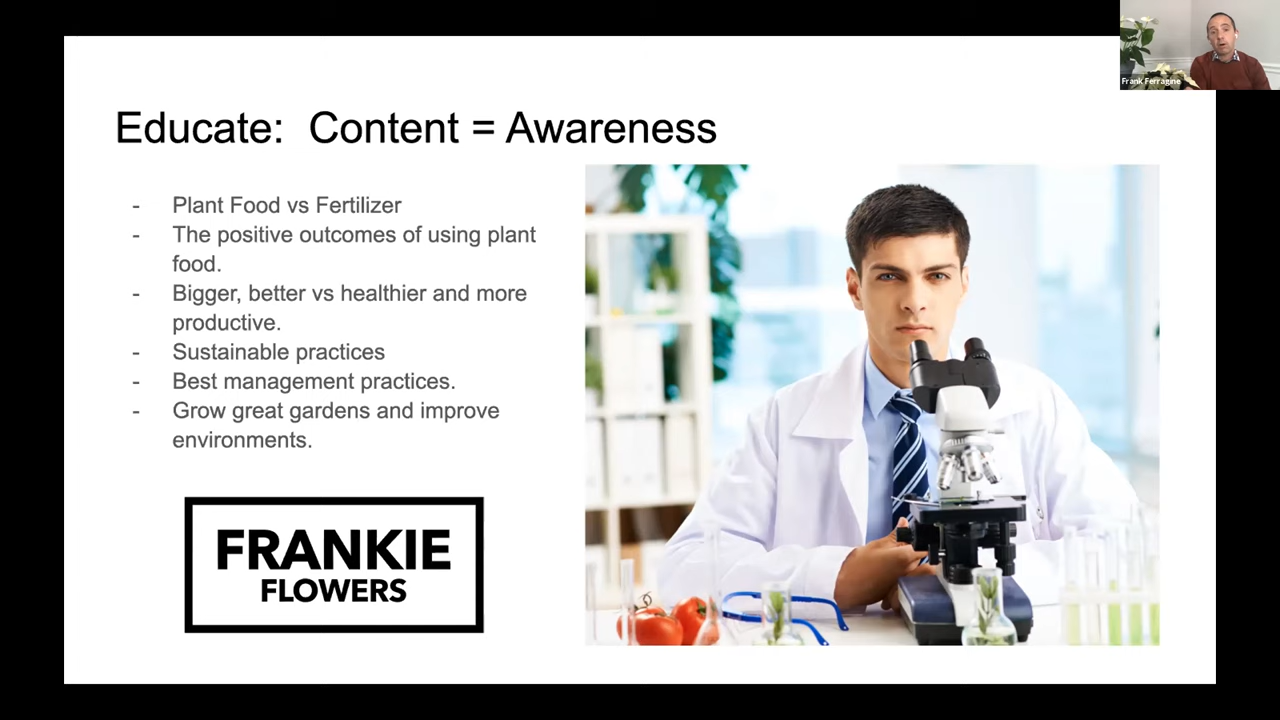 Frank Ferragine
Educate:  Content = Awareness
- Plant Food vs Fertilizer
- The positive outcomes of using plant
food.
- Bigger, better vs healthier and more
productive.
- Sustainable practices
- Best management practices.
- Grow great gardens and improve
environments.
FRANKIE
FLOWERS